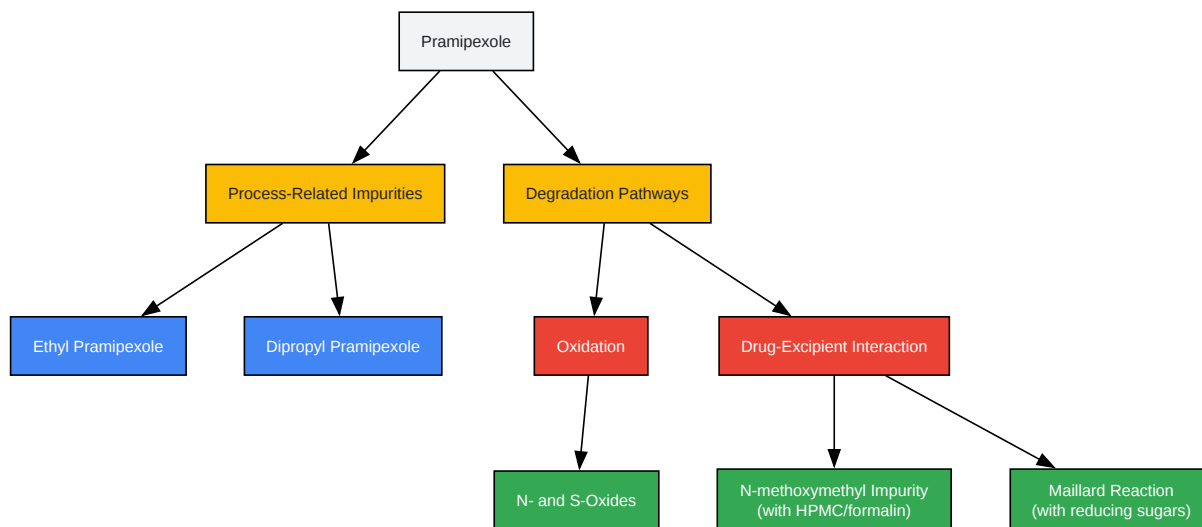 Pramipexole
Process-Related Impurities
Degradation Pathways
Ethyl Pramipexole
Dipropyl Pramipexole
Oxidation
Drug-Excipient Interaction
N- and S-Oxides
N-methoxymethyl Impurity
(with HPMC/formalin)
Maillard Reaction
(with reducing sugars)